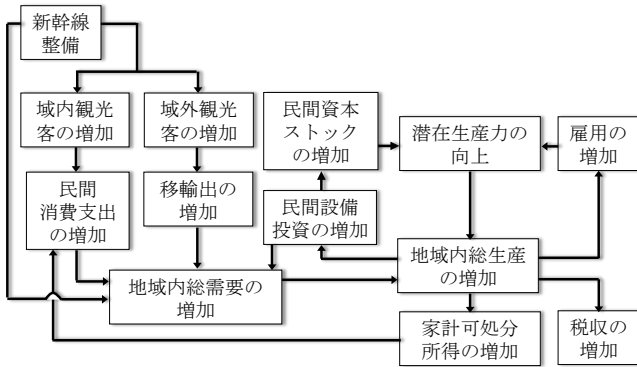 新幹線
整備
域内観光
客の増加
域外観光
客の増加
民間資本
ストック
の増加
潜在生産力の
向上
雇用の
増加
民間
消費支出
の増加
移輸出の
増加
民間設備
投資の増加
地域内総生産
の増加
地域内総需要の
増加
家計可処分
所得の増加
税収の
増加